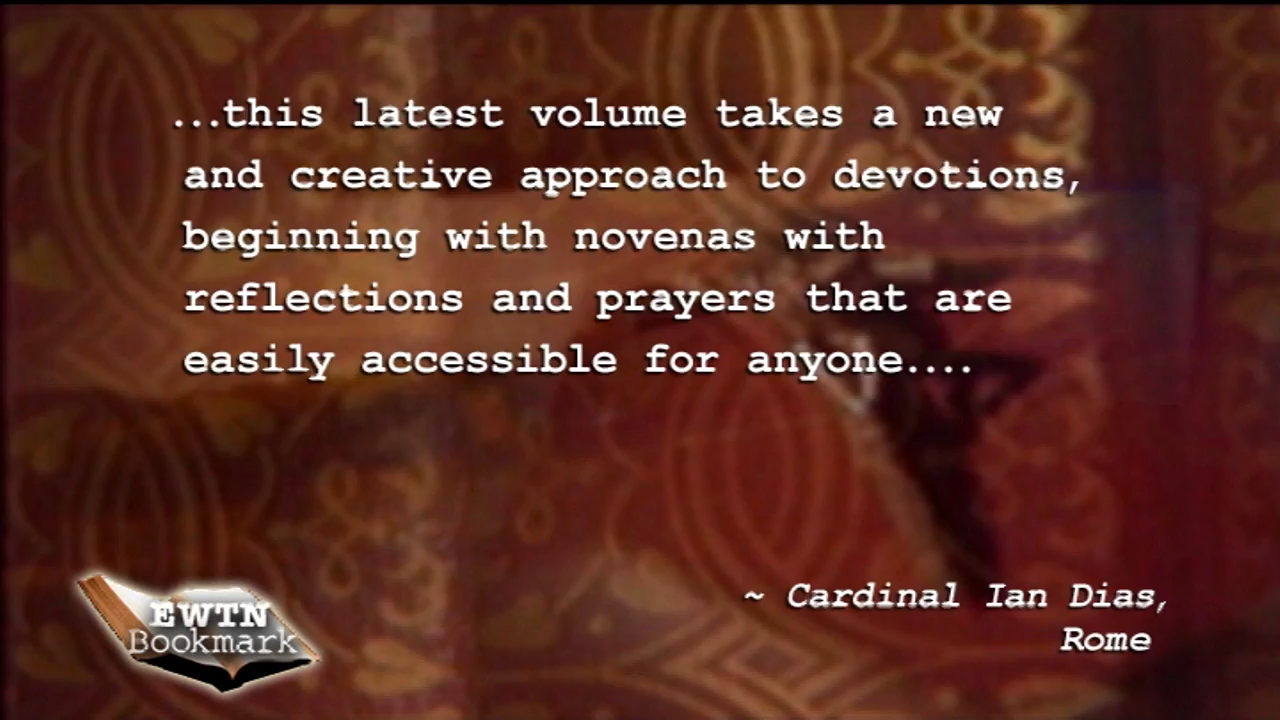 ...this latest volume takes a new
and creative approach to devotions,
beginning with novenas with
reflections and prayers that are
easily accessible for anyone....
~ Cardinal Ian Dias,
Rome
EWTN
Bookmark